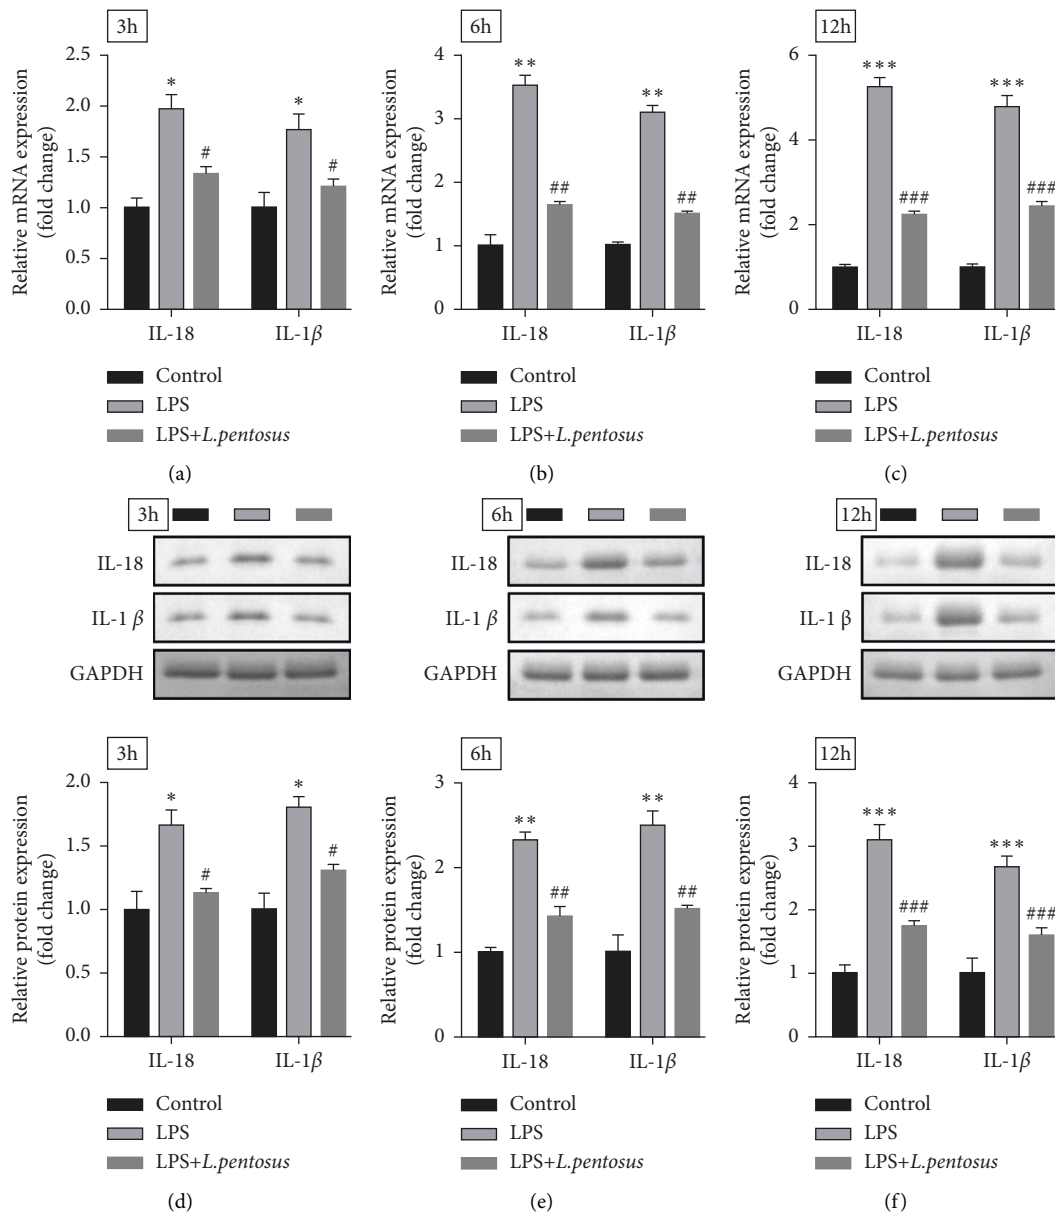 3h
Relative mRNA expression
(fold change)
2.5
2.0
1.5
1.0
0.5
0.0
*
#
*
#
IL-18
IL-1β
Control
LPS
LPS+L.pentosus
(a)
6h
Relative mRNA expression
(fold change)
4
3
2
1
0
**
##
**
##
IL-18
IL-1β
Control
LPS
LPS+L.pentosus
(b)
12h
Relative mRNA expression
(fold change)
6
4
2
0
***
###
***
###
IL-18
IL-1β
Control
LPS
LPS+L.pentosus
(c)
3h
IL-18
IL-1 β
GAPDH
6h
IL-18
IL-1 β
GAPDH
12h
IL-18
IL-1 β
GAPDH
3h
Relative protein expression
(fold change)
2.0
1.5
1.0
0.5
0.0
*
#
*
#
IL-18
IL-1β
Control
LPS
LPS+L.pentosus
(d)
6h
Relative protein expression
(fold change)
3
2
1
0
**
##
**
##
IL-18
IL-1β
Control
LPS
LPS+L.pentosus
(e)
12h
Relative protein expression
(fold change)
4
3
2
1
0
***
###
***
###
IL-18
IL-1β
Control
LPS
LPS+L.pentosus
(f)